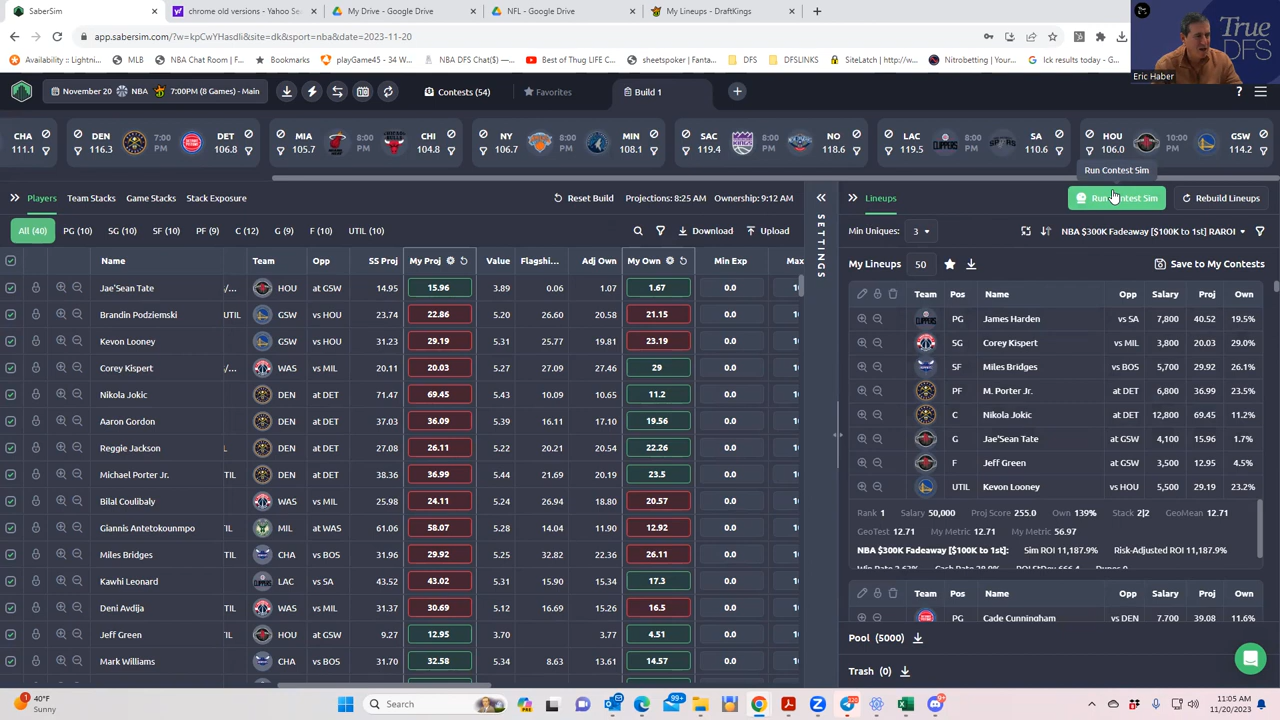 SaberSim
chrome old versions - Yahoo Se
My Drive - Google Drive
NFL - Google Drive
My Lineups - DraftKings
True
DFS
Eric Haber
app.sabersim.com/?w=kpCwYHasdli&site=dk&sport=nba&date=2023-11-20
Availability :: Lightnin...
MLB
NBA Chat Room | F...
playGame45 - 34 W...
DFS NBA Chat($)—...
Best of Thug LIFE C...
sheetspoker - Fanta...
DFS
DFSLINKS
SiteLatch | http://w...
Nitrobetting | Your...
Ick results today - G...
November 20 NBA 7:00PM (8 Games) - Main
Contests (54)
Favorites
Build 1
CHA 111.1
DEN 116.3 7:00 PM DET 106.8
MIA 105.7 8:00 PM CHI 104.8
NY 106.7 8:00 PM MIN 108.1
SAC 119.4 8:00 PM NO 118.6
LAC 119.5 8:00 PM SA 110.6
HOU 106.0 10:00 PM GSW 114.2
Run Contest Sim
Players Team Stacks Game Stacks Stack Exposure
Reset Build Projections: 8:25 AM Ownership: 9:12 AM
Lineups
Run Contest Sim
Rebuild Lineups
SETTINGS
All (40) PG (10) SG (10) SF (10) PF (9) C (12) G (9) F (10) UTIL (10)
Download Upload
Min Uniques: 3
NBA $300K Fadeaway [$100K to 1st] RAROI
My Lineups 50
Save to My Contests
Name Team Opp SS Proj My Proj Value Flagshi... Adj Own My Own Min Exp Max
Jae'Sean Tate /... HOU at GSW 14.95 15.96 3.89 0.06 1.07 1.67 0.0
Brandin Podziemski UTIL GSW vs HOU 23.74 22.86 5.20 26.60 20.58 21.15 0.0
Kevon Looney GSW vs HOU 31.23 29.19 5.31 25.77 19.81 23.19 0.0
Corey Kispert WAS vs MIL 20.11 20.03 5.27 27.09 27.46 29 0.0
Nikola Jokic DEN at DET 71.47 69.45 5.43 10.09 10.65 11.2 0.0
Aaron Gordon DEN at DET 37.03 36.09 5.39 16.11 17.10 19.56 0.0
Reggie Jackson DEN at DET 27.08 26.11 5.22 20.21 20.54 22.26 0.0
Michael Porter Jr. DEN at DET 38.36 36.99 5.44 21.69 19.19 23.5 0.0
Bilal Coulibaly WAS vs MIL 25.98 24.11 5.36 26.94 18.80 20.57 0.0
Giannis Antetokounmpo TIL MIL at WAS 61.06 58.07 5.28 14.04 11.90 12.92 0.0
Miles Bridges CHA vs BOS 31.96 29.92 5.25 32.82 22.36 26.11 0.0
Kawhi Leonard LAC vs SA 43.52 43.02 5.31 15.90 15.34 17.3 0.0
Deni Avdija WAS vs MIL 31.37 30.69 5.12 16.69 15.26 16.5 0.0
Jeff Green HOU at GSW 9.27 12.95 3.70 3.77 4.51 0.0
Mark Williams CHA vs BOS 31.70 32.58 5.34 8.63 13.61 14.57 0.0
Team Pos Name Opp Salary Proj Own
PG James Harden vs SA 7,800 40.52 19.5%
SG Corey Kispert vs MIL 3,800 20.03 29.0%
SF Miles Bridges vs BOS 5,700 29.92 26.1%
PF M. Porter Jr. at DET 6,800 36.99 23.5%
C Nikola Jokic at DET 12,800 69.45 11.2%
G Jae'Sean Tate at GSW 4,100 15.96 1.7%
F Jeff Green at GSW 3,500 12.95 4.5%
UTIL Kevon Looney vs HOU 5,500 29.19 23.2%
Rank 1 Salary 50,000 Proj Score 255.0 Own 139% Stack 2|2 GeoMean 12.71
GeoTest 12.71 My Metric 12.71 My Metric 56.97
NBA $300K Fadeaway [$100K to 1st]: Sim ROI 11,187.9% Risk-Adjusted ROI 11,187.9%
Team Pos Name Opp Salary Proj Own
PG Cade Cunningham vs DEN 7,700 39.08 11.6%
Pool (5000)
Trash (0)
40°F
Sunny
Search
99+
11:05 AM
11/20/2023